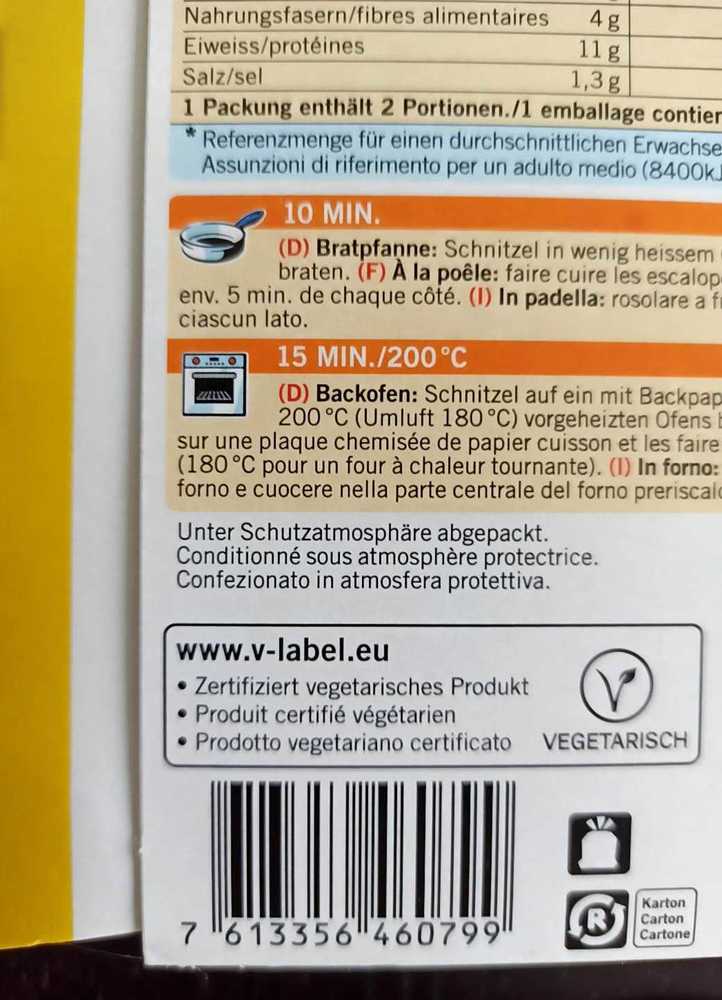 Nahrungsfasern/fibres alimentaires 4 g
Eiweiss/protéines 11 g
Salz/sel 1,3 g
1 Packung enthält 2 Portionen./1 emballage contien
* Referenzmenge für einen durchschnittlichen Erwachse
Assunzioni di riferimento per un adulto medio (8400kJ
10 MIN.
(D) Bratpfanne: Schnitzel in wenig heissem
braten. (F) À la poêle: faire cuire les escalop
env. 5 min. de chaque côté. (I) In padella: rosolare a f
ciascun lato.
15 MIN./200°C
(D) Backofen: Schnitzel auf ein mit Backpap
200°C (Umluft 180°C) vorgeheizten Ofens
sur une plaque chemisée de papier cuisson et les faire
(180°C pour un four à chaleur tournante). (I) In forno:
forno e cuocere nella parte centrale del forno preriscald
Unter Schutzatmosphäre abgepackt.
Conditionné sous atmosphère protectrice.
Confezionato in atmosfera protettiva.
www.v-label.eu
• Zertifiziert vegetarisches Produkt
• Produit certifié végétarien
• Prodotto vegetariano certificato
VEGETARISCH
7 613356 460799
R
Karton
Carton
Cartone